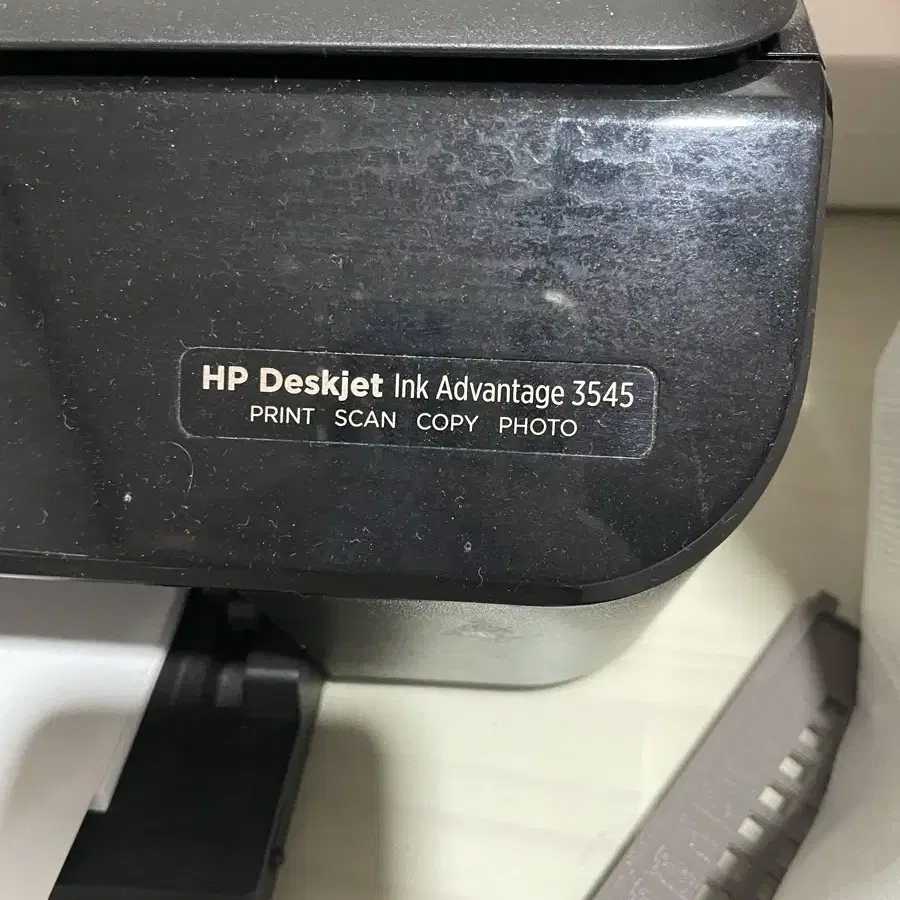 HP Deskjet Ink Advantage 3545
PRINT SCAN COPY PHOTO